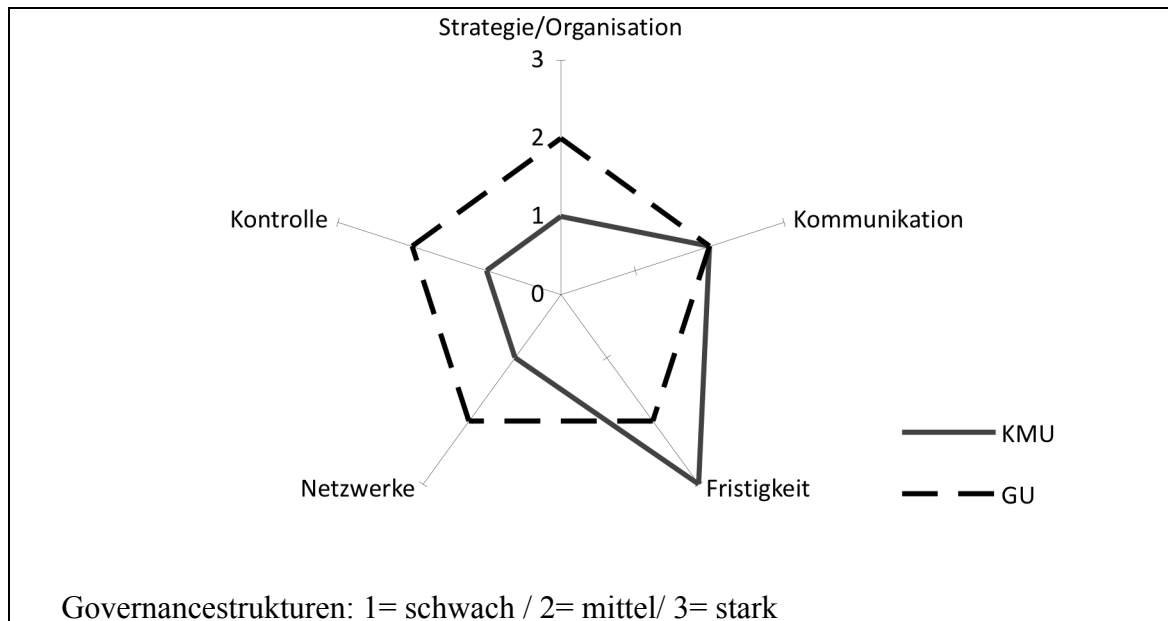 Strategie/Organisation
3
2
Kontrolle
1
Kommunikation
0
KMU
Netzwerke
Fristigkeit
GU
Governancestrukturen: 1= schwach / 2= mittel/ 3= stark